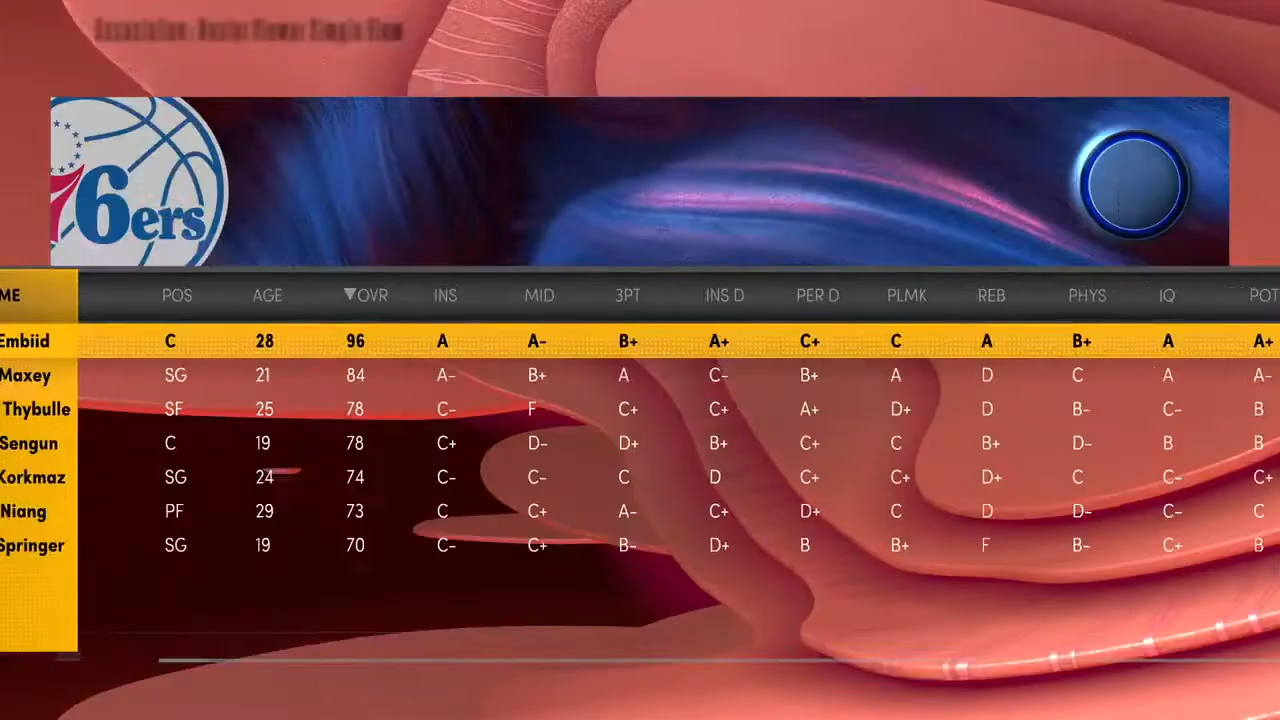 76ers
ME POS AGE ▼OVR INS MID 3PT INS D PER D PLMK REB PHYS IQ POT
Embiid C 28 96 A A- B+ A+ C+ C A B+ A A+
Maxey SG 21 84 A- B+ A C- B+ A D C A A-
Thybulle SF 25 78 C- F C+ C+ A+ D+ D B- C- B
Sengun C 19 78 C+ D- D+ B+ C+ C B+ D- B B
Korkmaz SG 24 74 C- C- C D C+ C+ D+ C C- C+
Niang PF 29 73 C C+ A- C+ D+ C D D- C- C
Springer SG 19 70 C- C+ B- D+ B B+ F B- C+ B